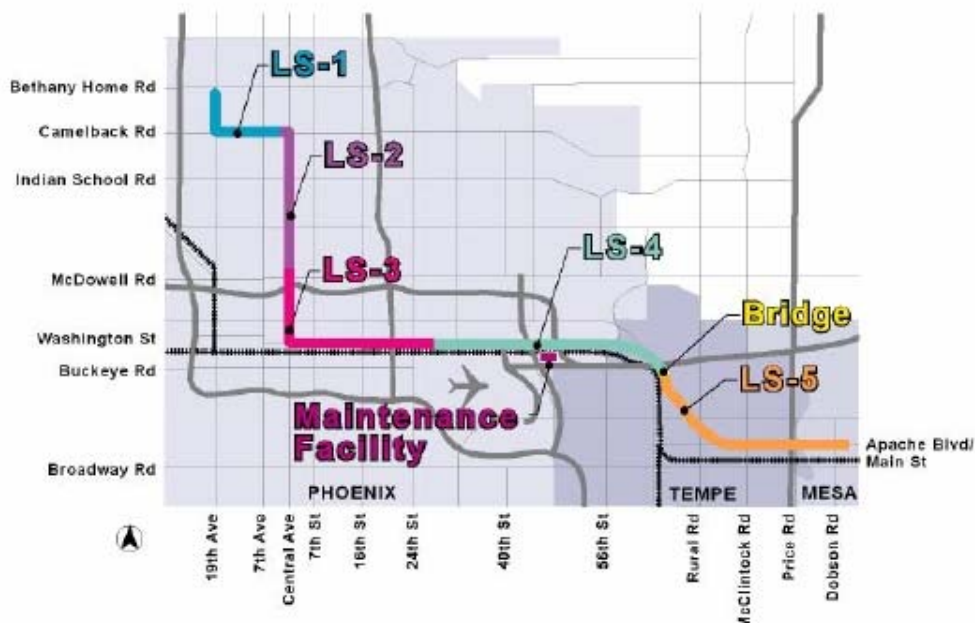 LS-1
Bethany Home Rd
Camelback Rd
LS-2
Indian School Rd
LS-4
LS-3
McDowell Rd
Bridge
Washington St
Buckeye Rd
LS-5
Maintenance
Facility
Apache Blvd/
Main St
Broadway Rd
PHOENIX
TEMPE
MESA
19th Ave
7th Ave
Central Ave
7th St
16th St
24th St
40th St
56th St
Rural Rd
McClintock Rd
Price Rd
Dobson Rd